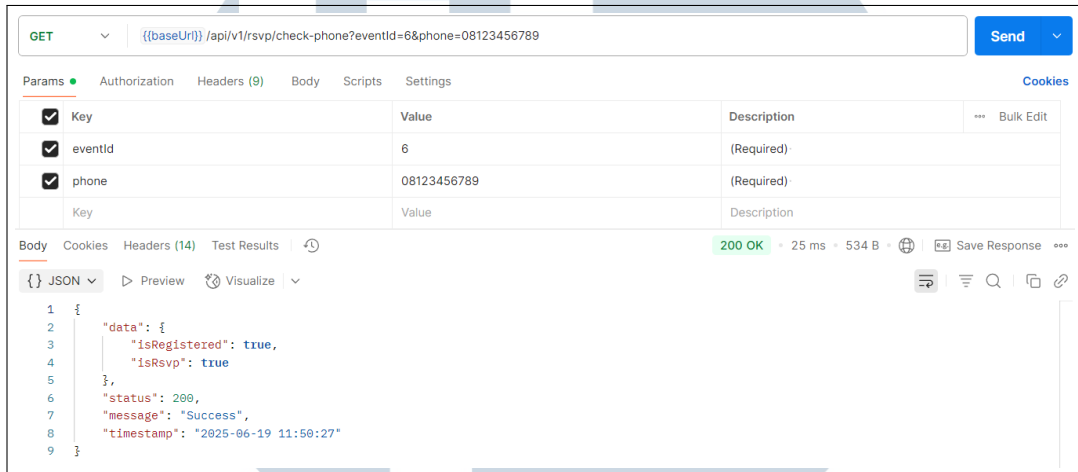 GET {{baseUrl}} /api/v1/rsvp/check-phone?eventId=6&phone=08123456789 Send
Params Authorization Headers (9) Body Scripts Settings Cookies
Key Value Description Bulk Edit
eventId 6 (Required)
phone 08123456789 (Required)
Key Value Description
Body Cookies Headers (14) Test Results 200 OK 25 ms 534 B e.g. Save Response
{} JSON Preview Visualize
1 {
2 "data": {
3 "isRegistered": true,
4 "isRsvp": true
5 },
6 "status": 200,
7 "message": "Success",
8 "timestamp": "2025-06-19 11:50:27"
9 }